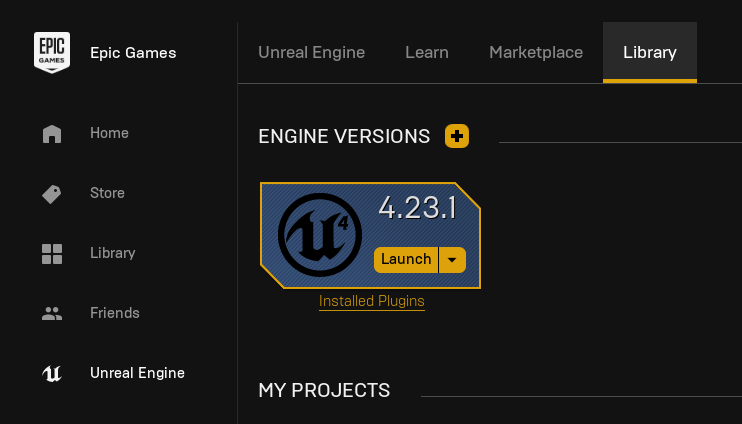 EPIC
GAMES
Epic Games
Unreal Engine
Learn
Marketplace
Library
Home
Store
Library
Friends
Unreal Engine
ENGINE VERSIONS
4
4.23.1
Launch
Installed Plugins
MY PROJECTS